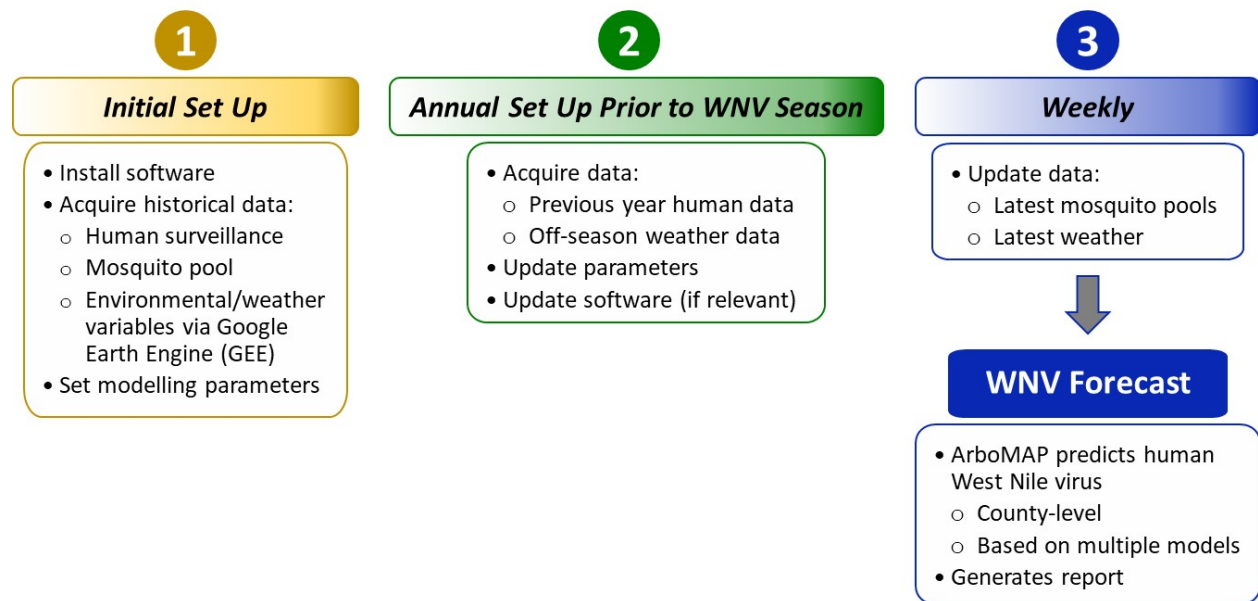 1
Initial Set Up
• Install software
• Acquire historical data:
o Human surveillance
o Mosquito pool
o Environmental/weather
variables via Google
Earth Engine (GEE)
• Set modelling parameters
2
Annual Set Up Prior to WNV Season
• Acquire data:
o Previous year human data
o Off-season weather data
• Update parameters
• Update software (if relevant)
3
Weekly
• Update data:
o Latest mosquito pools
o Latest weather
WNV Forecast
• ArboMAP predicts human
West Nile virus
o County-level
o Based on multiple models
• Generates report